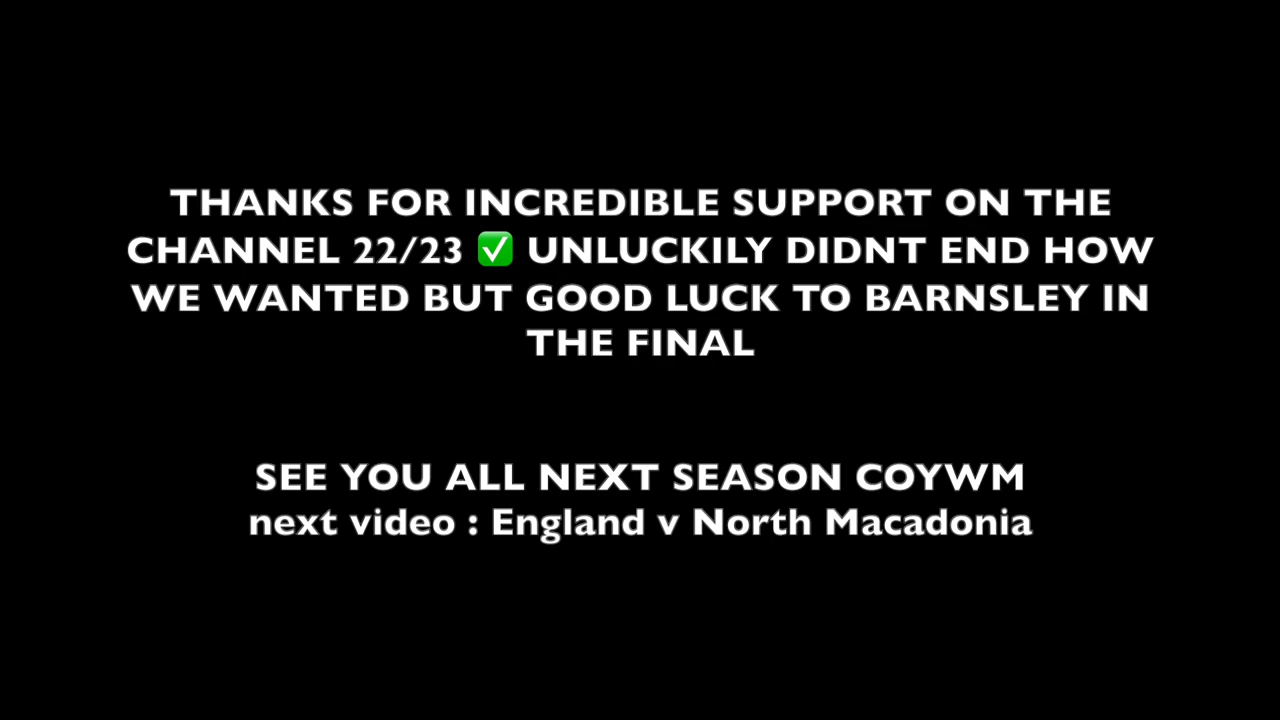 THANKS FOR INCREDIBLE SUPPORT ON THE
CHANNEL 22/23 ✅ UNLUCKILY DIDNT END HOW
WE WANTED BUT GOOD LUCK TO BARNSLEY IN
THE FINAL
SEE YOU ALL NEXT SEASON COYWM
next video : England v North Macadonia